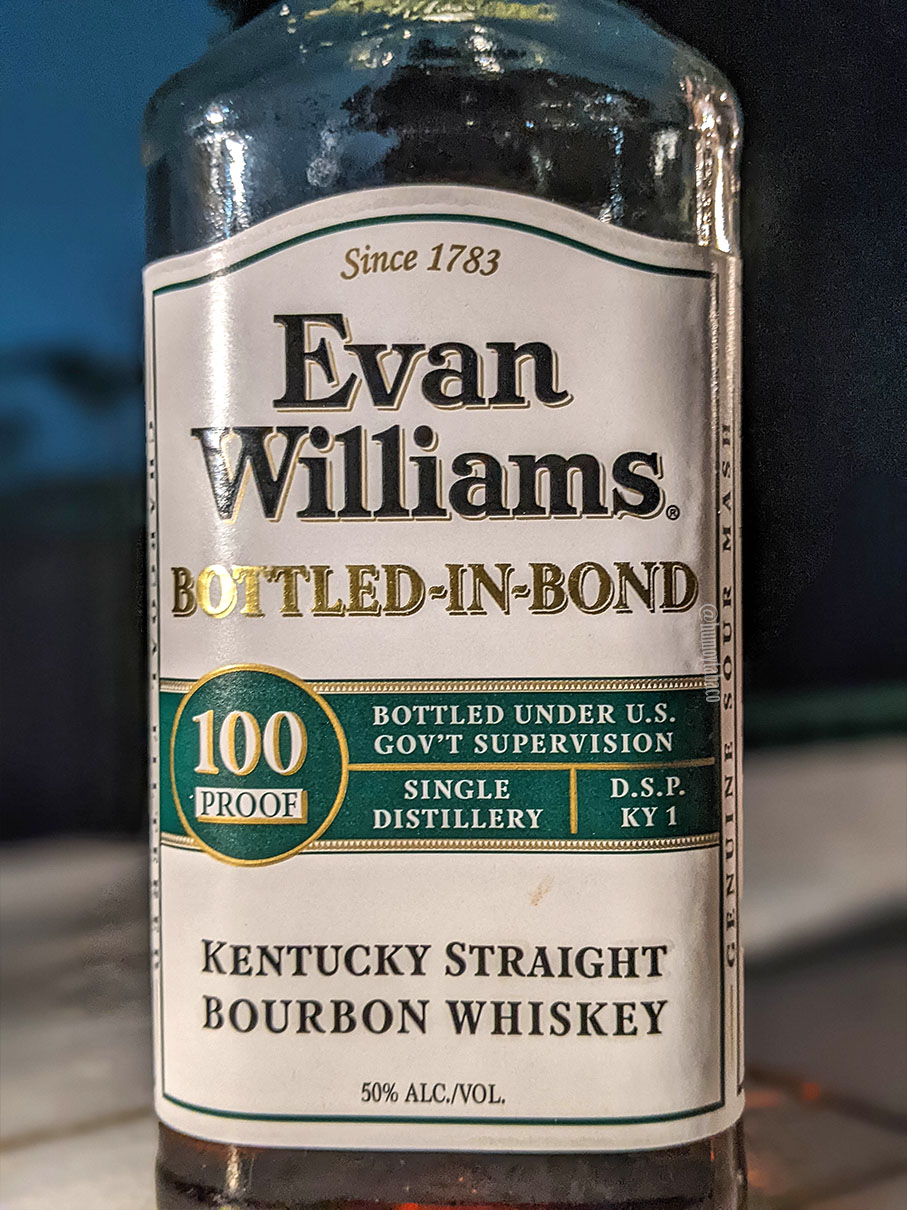 Since 1783
Evan
Williams®
BOTTLED-IN-BOND
100
PROOF
BOTTLED UNDER U.S.
GOV'T SUPERVISION
SINGLE
DISTILLERY
D.S.P.
KY 1
KENTUCKY STRAIGHT
BOURBON WHISKEY
50% ALC./VOL.
GENUINE SOUR MASH